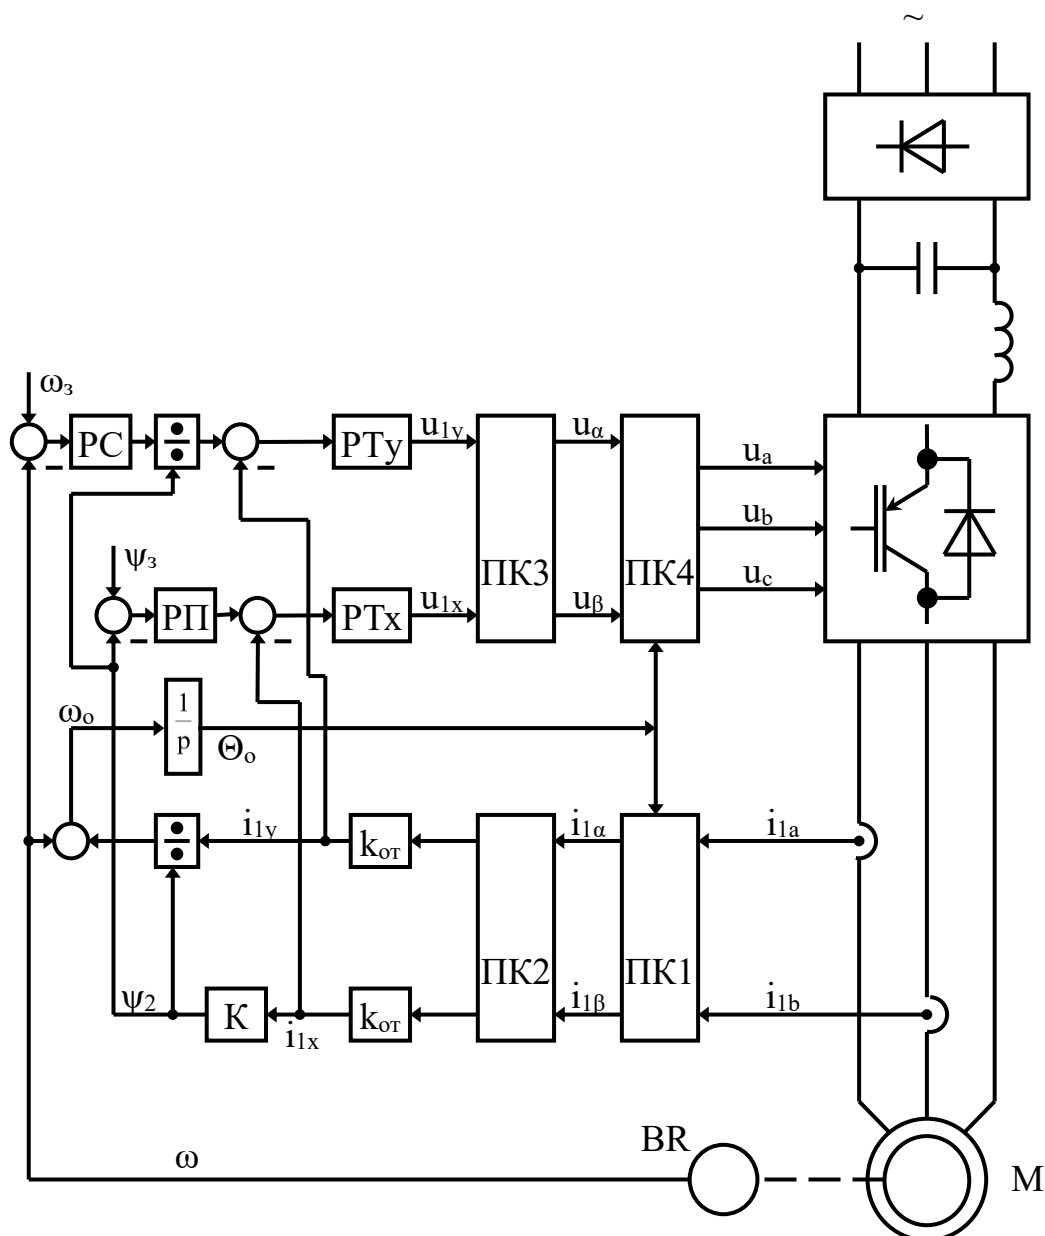 ~
ω₃
РС
÷
РТу
u₁y
uα
ua
ub
ПК3
ПК4
uc
ψ₃
РП
РТх
u₁x
uβ
ωₒ
1
p
Θₒ
÷
i₁y
kот
i₁α
i₁a
ПК2
ПК1
ψ₂
К
i₁x
kот
i₁β
i₁b
BR
ω
M